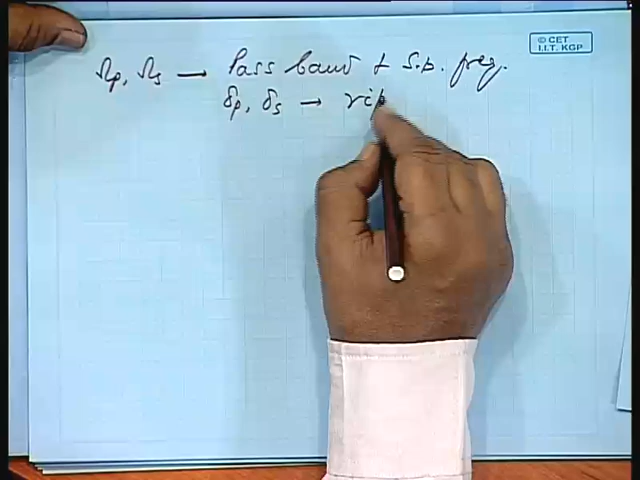 © CET
I.I.T. KGP
Ωp, Ωs → Pass band & S.b. freq.
δp, δs → rip